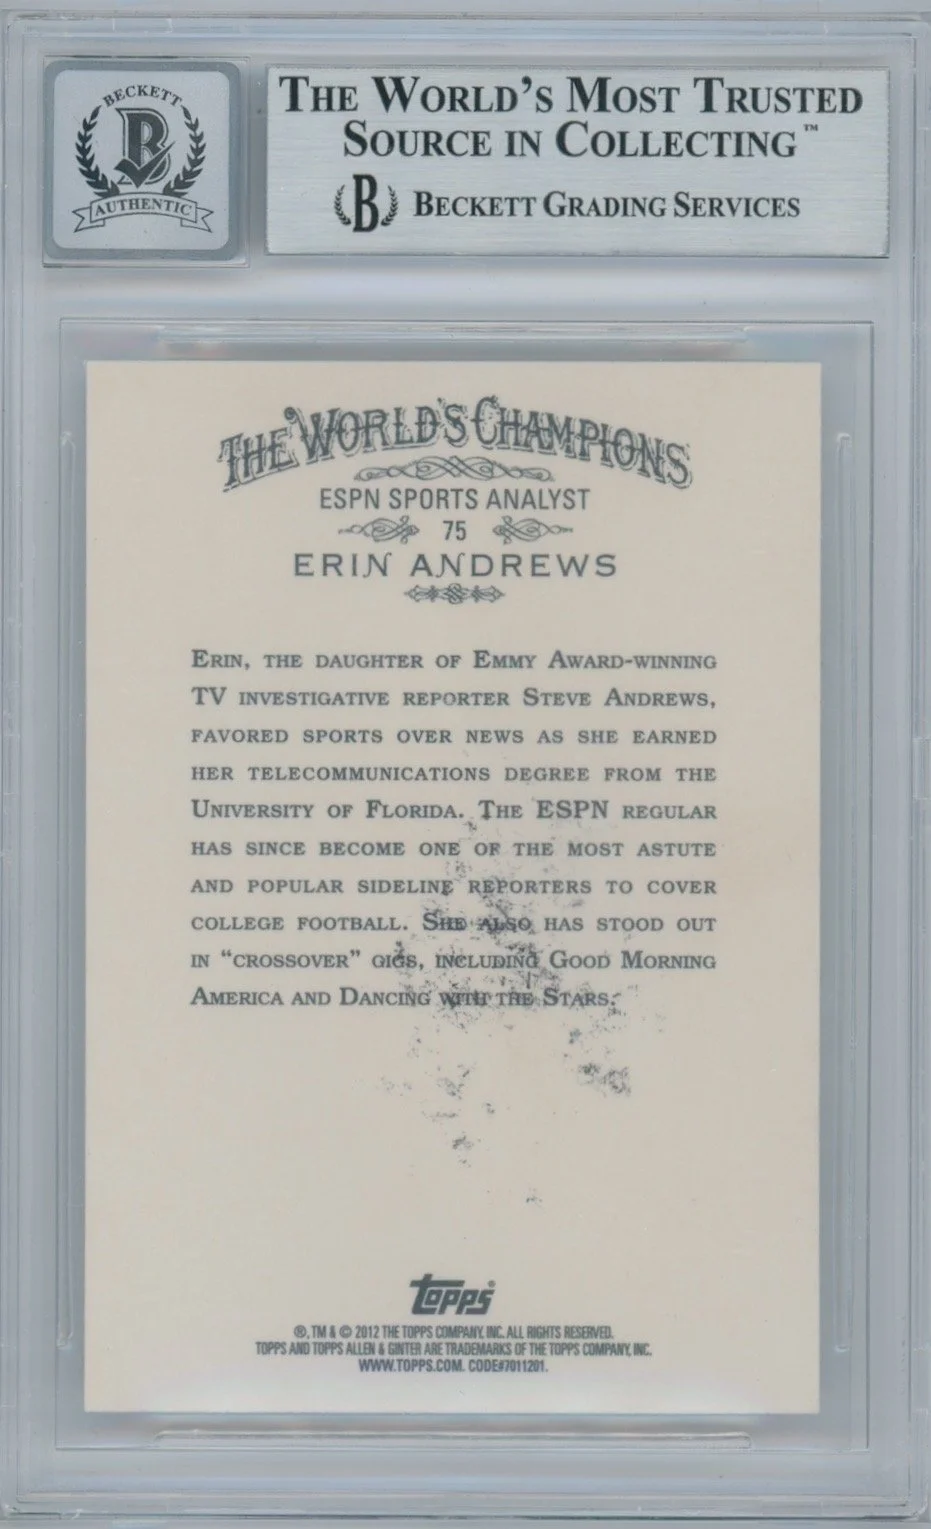 BECKETT
B
AUTHENTIC
THE WORLD'S MOST TRUSTED
SOURCE IN COLLECTING™
B BECKETT GRADING SERVICES
THE WORLD'S CHAMPIONS
ESPN SPORTS ANALYST
75
ERIN ANDREWS
ERIN, THE DAUGHTER OF EMMY AWARD-WINNING
TV INVESTIGATIVE REPORTER STEVE ANDREWS,
FAVORED SPORTS OVER NEWS AS SHE EARNED
HER TELECOMMUNICATIONS DEGREE FROM THE
UNIVERSITY OF FLORIDA. THE ESPN REGULAR
HAS SINCE BECOME ONE OF THE MOST ASTUTE
AND POPULAR SIDELINE REPORTERS TO COVER
COLLEGE FOOTBALL. SHE ALSO HAS STOOD OUT
IN “CROSSOVER” GIGS, INCLUDING GOOD MORNING
AMERICA AND DANCING WITH THE STARS.
Topps®
®, TM & © 2012 THE TOPPS COMPANY, INC. ALL RIGHTS RESERVED.
TOPPS AND TOPPS ALLEN & GINTER ARE TRADEMARKS OF THE TOPPS COMPANY, INC.
WWW.TOPPS.COM. CODE#7011201.